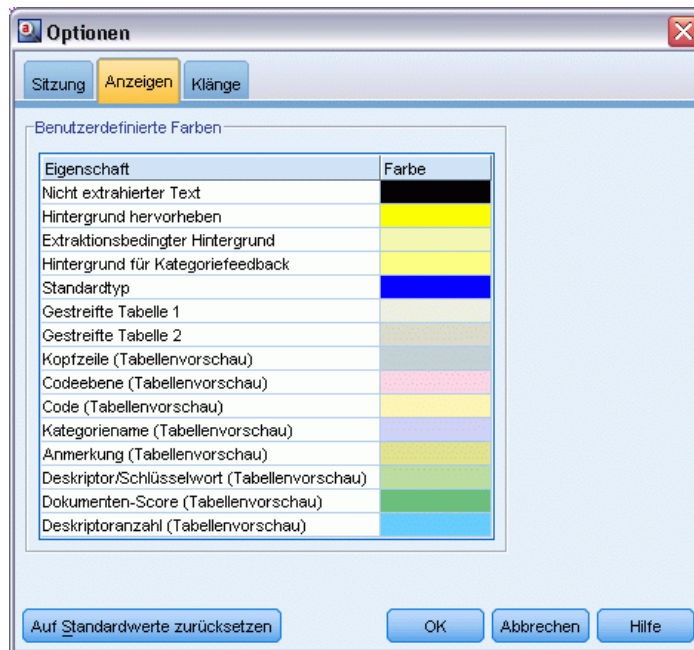 Optionen
Sitzung Anzeigen Klänge
Benutzerdefinierte Farben
Eigenschaft Farbe
Nicht extrahierter Text
Hintergrund hervorheben
Extraktionsbedingter Hintergrund
Hintergrund für Kategoriefeedback
Standardtyp
Gestreifte Tabelle 1
Gestreifte Tabelle 2
Kopfzeile (Tabellenvorschau)
Codeebene (Tabellenvorschau)
Code (Tabellenvorschau)
Kategoriename (Tabellenvorschau)
Anmerkung (Tabellenvorschau)
Deskriptor/Schlüsselwort (Tabellenvorschau)
Dokumenten-Score (Tabellenvorschau)
Deskriptoranzahl (Tabellenvorschau)
Auf Standardwerte zurücksetzen OK Abbrechen Hilfe